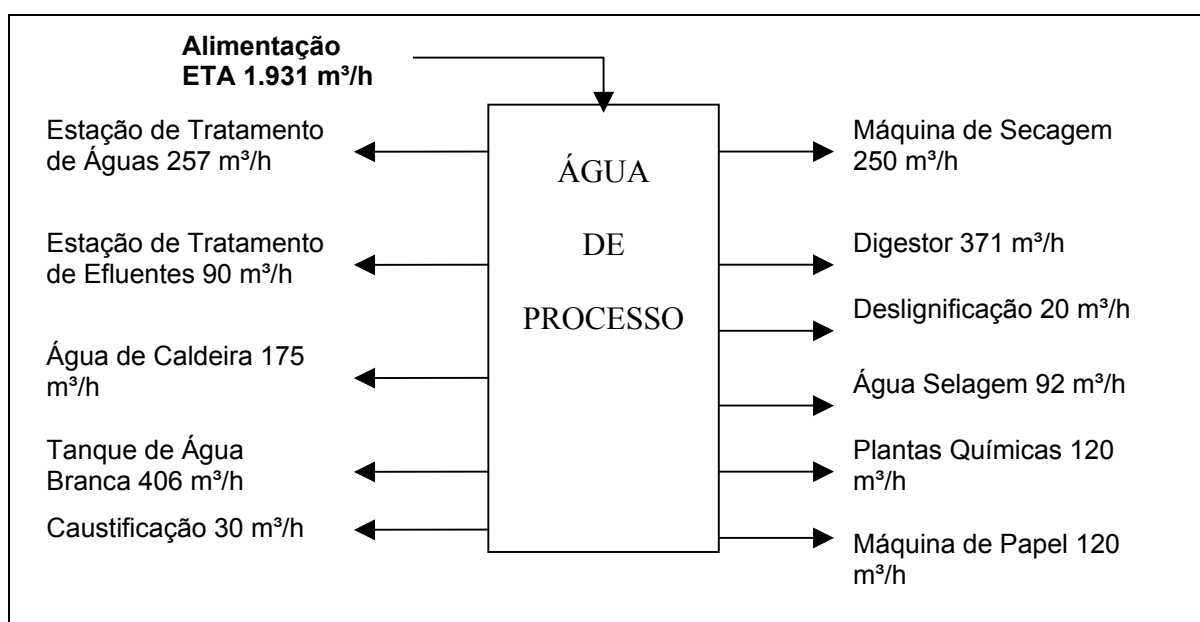 Alimentação
ETA 1.931 m³/h
Estação de Tratamento
de Águas 257 m³/h
Estação de Tratamento
de Efluentes 90 m³/h
Água de Caldeira 175
m³/h
Tanque de Água
Branca 406 m³/h
Caustificação 30 m³/h
ÁGUA
DE
PROCESSO
Máquina de Secagem
250 m³/h
Digestor 371 m³/h
Deslignificação 20 m³/h
Água Selagem 92 m³/h
Plantas Químicas 120
m³/h
Máquina de Papel 120
m³/h